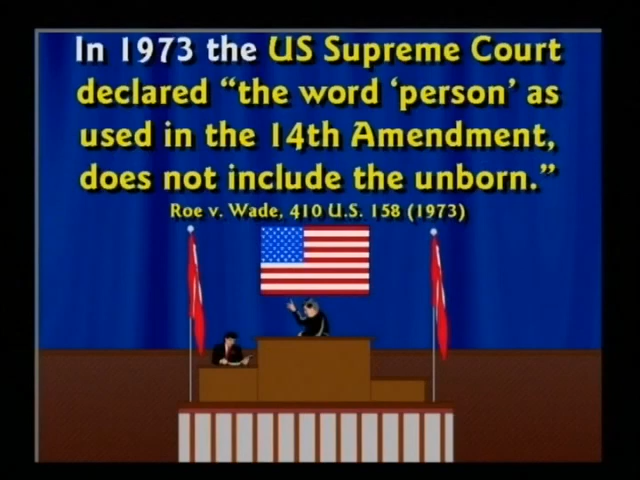 In 1973 the US Supreme Court
declared “the word ‘person’ as
used in the 14th Amendment,
does not include the unborn.”
Roe v. Wade, 410 U.S. 158 (1973)